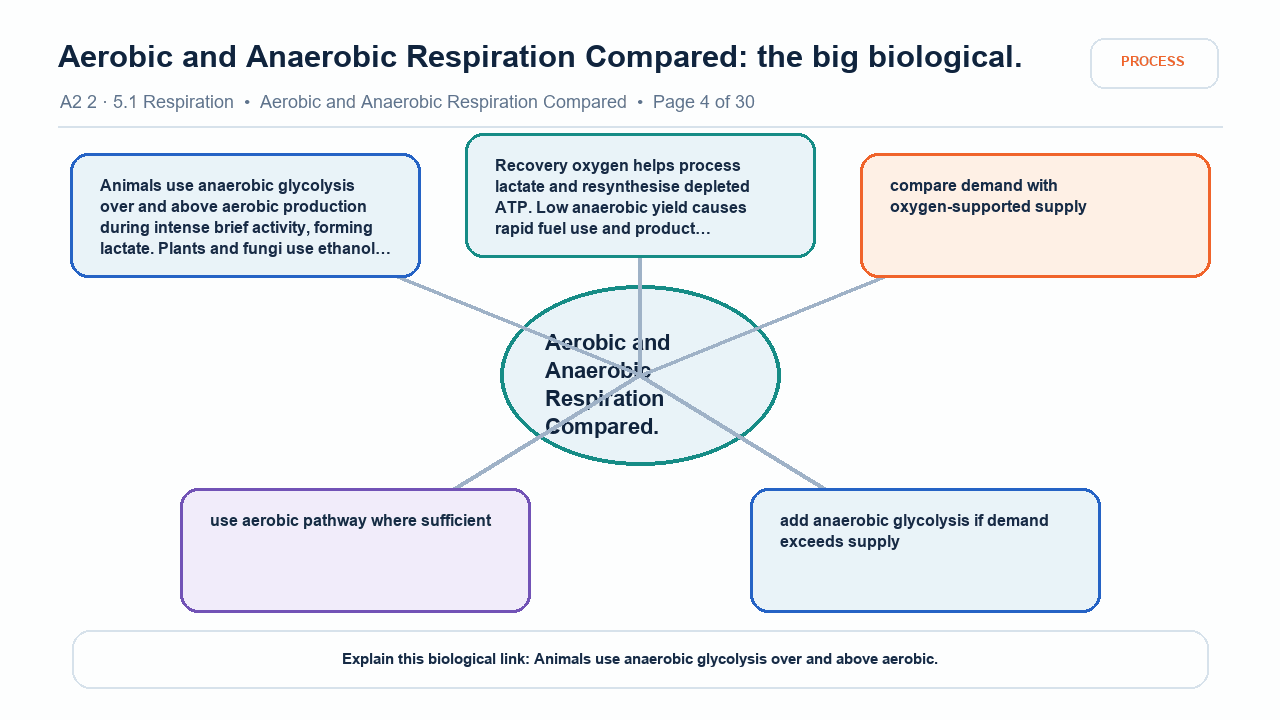 Aerobic and Anaerobic Respiration Compared: the big biological.
PROCESS
A2 2 · 5.1 Respiration • Aerobic and Anaerobic Respiration Compared • Page 4 of 30
Animals use anaerobic glycolysis
over and above aerobic production
during intense brief activity, forming
lactate. Plants and fungi use ethanol…
Recovery oxygen helps process
lactate and resynthesise depleted
ATP. Low anaerobic yield causes
rapid fuel use and product…
compare demand with
oxygen-supported supply
Aerobic and
Anaerobic
Respiration
Compared.
use aerobic pathway where sufficient
add anaerobic glycolysis if demand
exceeds supply
Explain this biological link: Animals use anaerobic glycolysis over and above aerobic.